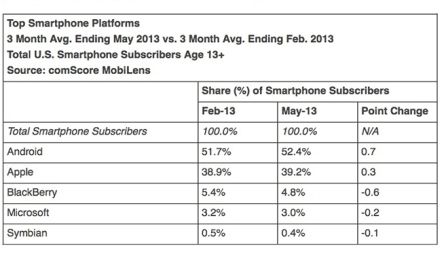 Top Smartphone Platforms
3 Month Avg. Ending May 2013 vs. 3 Month Avg. Ending Feb. 2013
Total U.S. Smartphone Subscribers Age 13+
Source: comScore MobiLens
Share (%) of Smartphone Subscribers
Feb-13 May-13 Point Change
Total Smartphone Subscribers 100.0% 100.0% N/A
Android 51.7% 52.4% 0.7
Apple 38.9% 39.2% 0.3
BlackBerry 5.4% 4.8% -0.6
Microsoft 3.2% 3.0% -0.2
Symbian 0.5% 0.4% -0.1